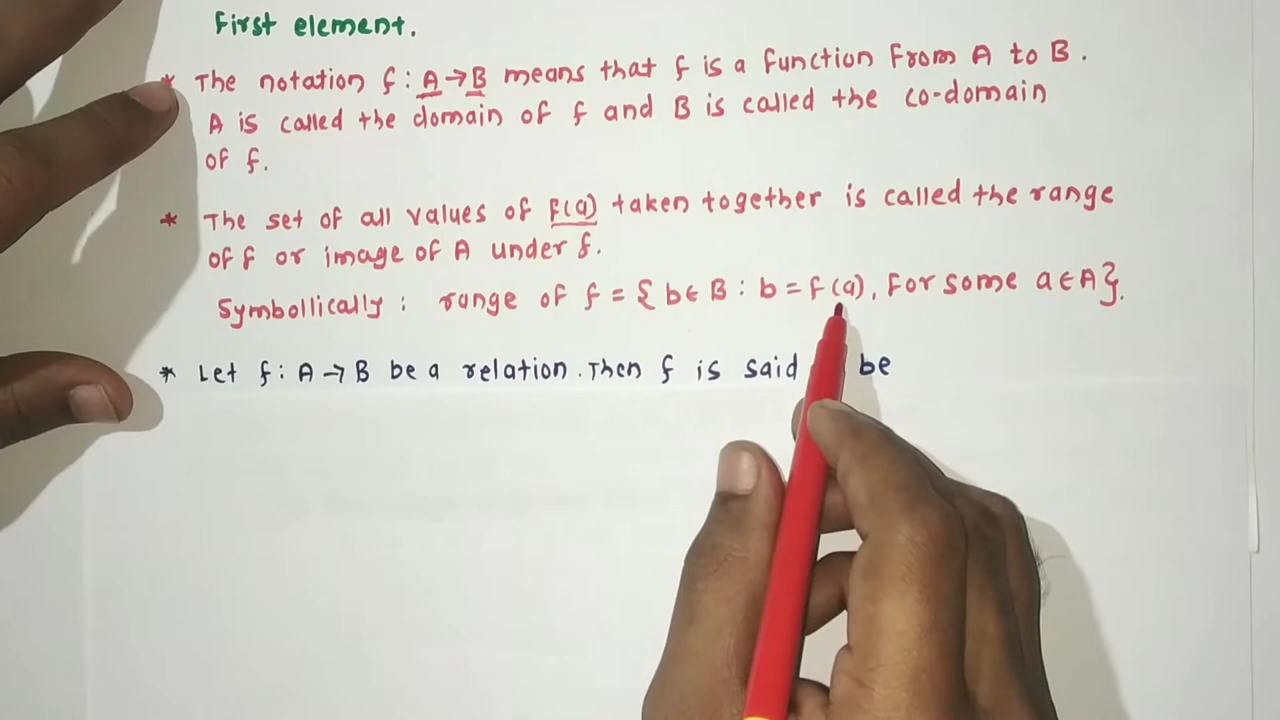 First element.
* The notation f : A → B means that f is a function from A to B.
A is called the domain of f and B is called the co-domain
of f.
* The set of all values of f(a) taken together is called the range
of f or image of A under f.
Symbollically : range of f = { b ∈ B : b = f(a), for some a ∈ A }.
* Let f : A → B be a relation. Then f is said be